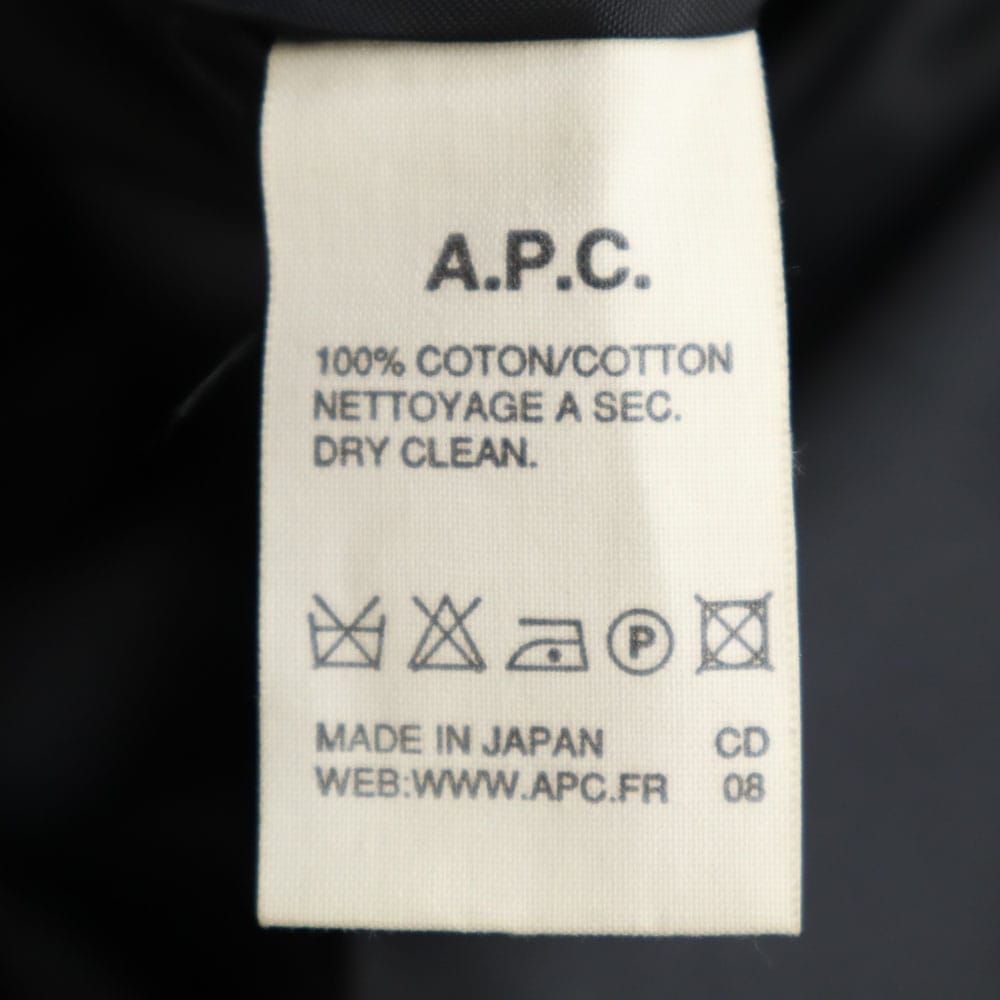 A.P.C.
100% COTON/COTTON
NETTOYAGE A SEC.
DRY CLEAN.
P
MADE IN JAPAN CD
WEB:WWW.APC.FR 08